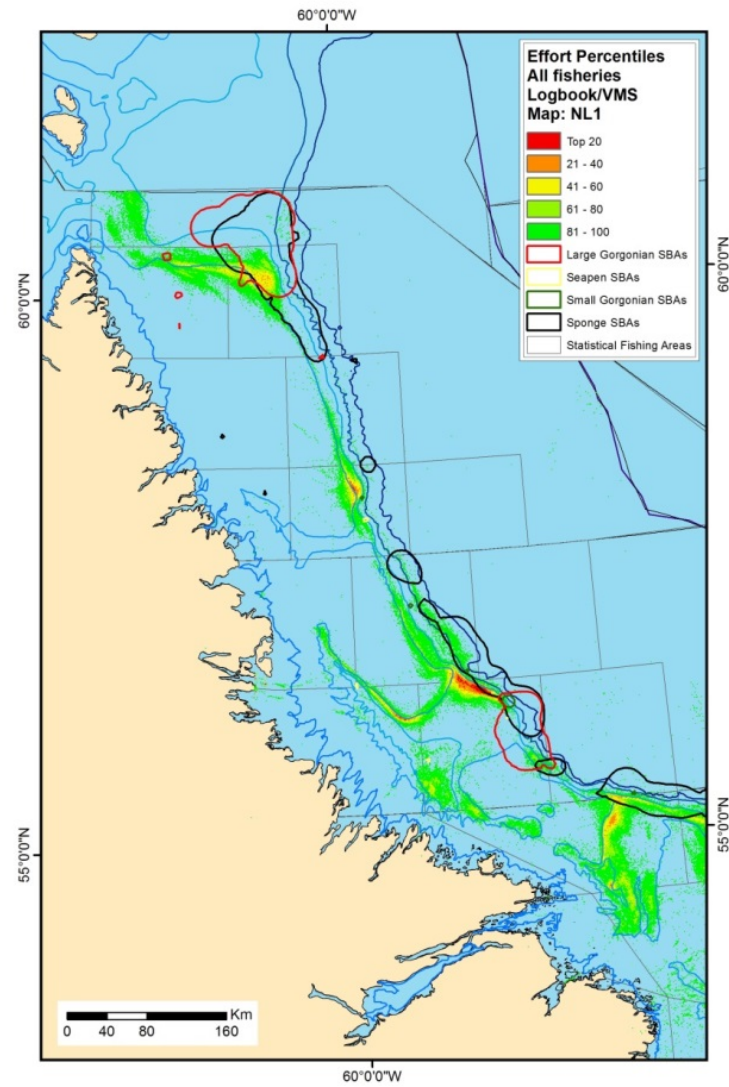 60°0'0"W
Effort Percentiles
All fisheries
Logbook/VMS
Map: NL1
Top 20
21 - 40
41 - 60
61 - 80
81 - 100
Large Gorgonian SBAs
Seapen SBAs
Small Gorgonian SBAs
Sponge SBAs
Statistical Fishing Areas
60°0'0"N
60°0'0"N
55°0'0"N
55°0'0"N
Km
0 40 80 160
60°0'0"W